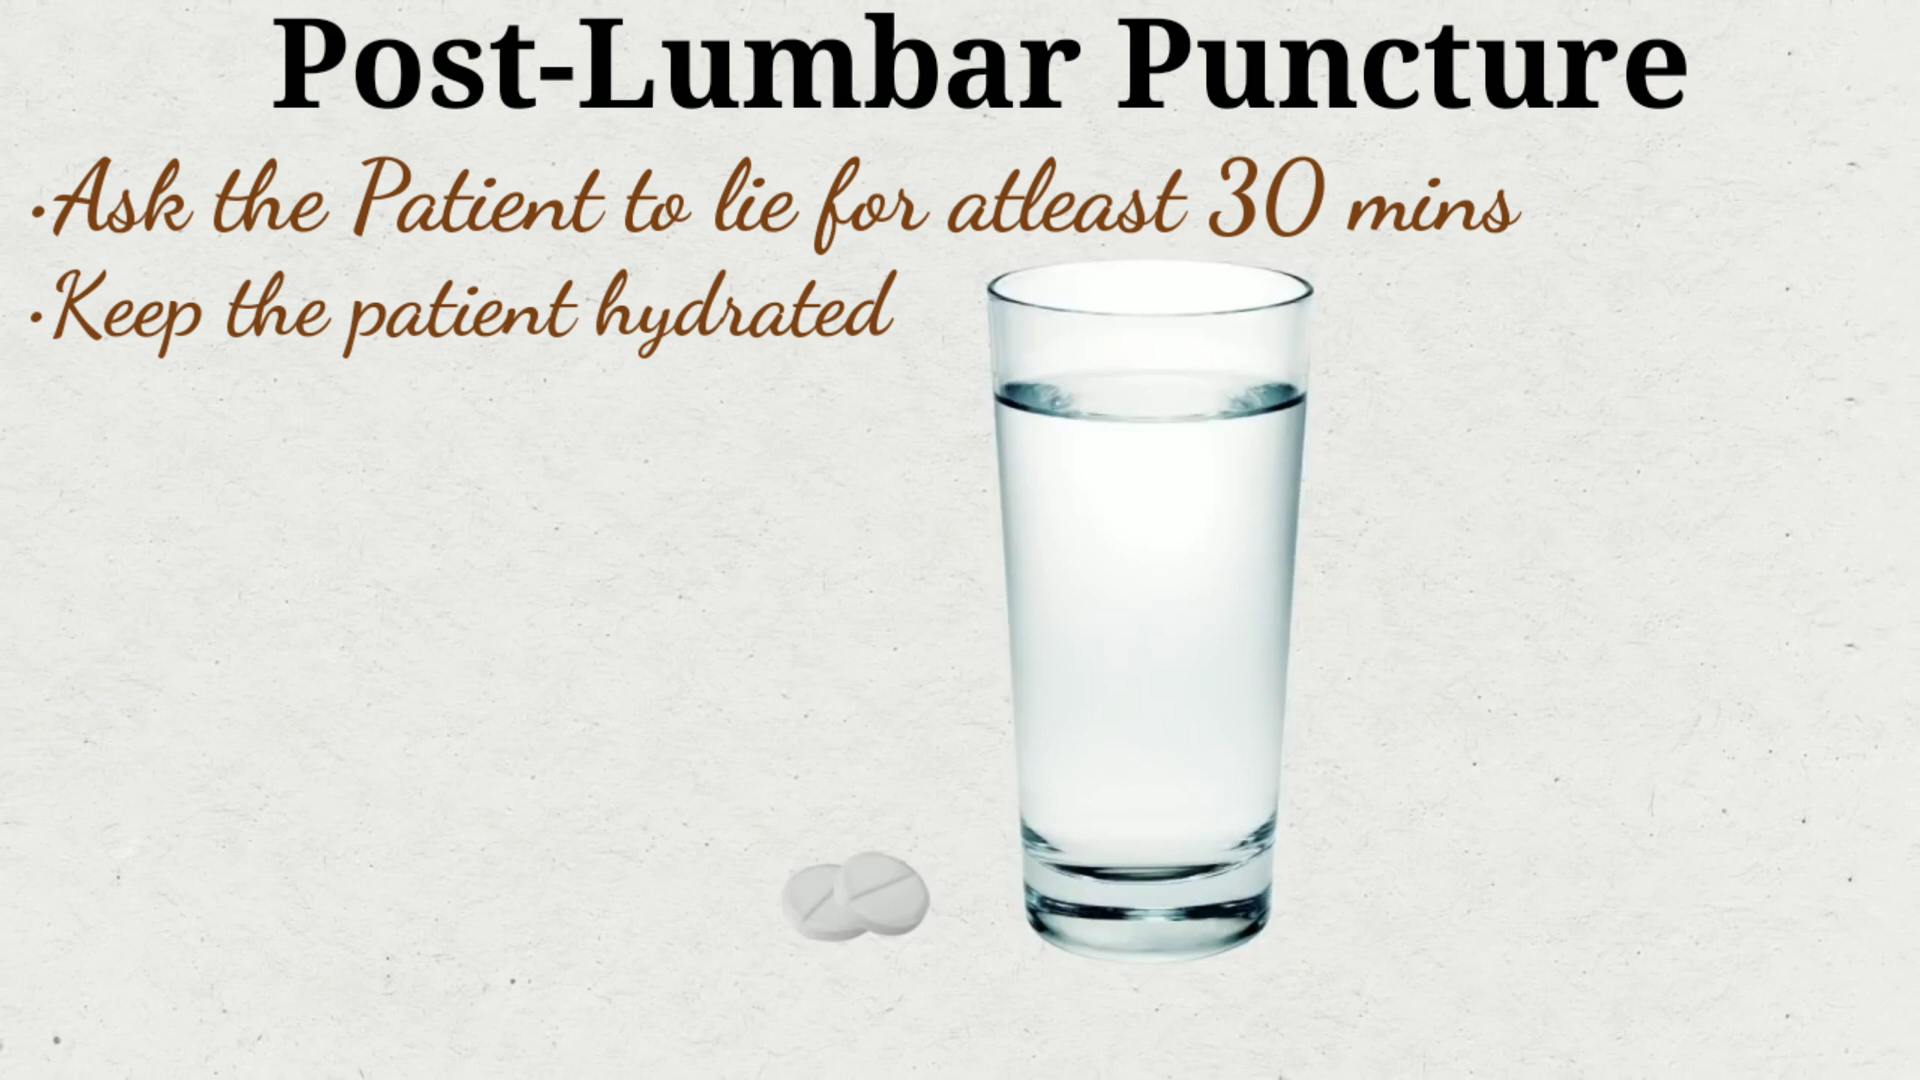 Post-Lumbar Puncture
·Ask the Patient to lie for atleast 30 mins
·Keep the patient hydrated